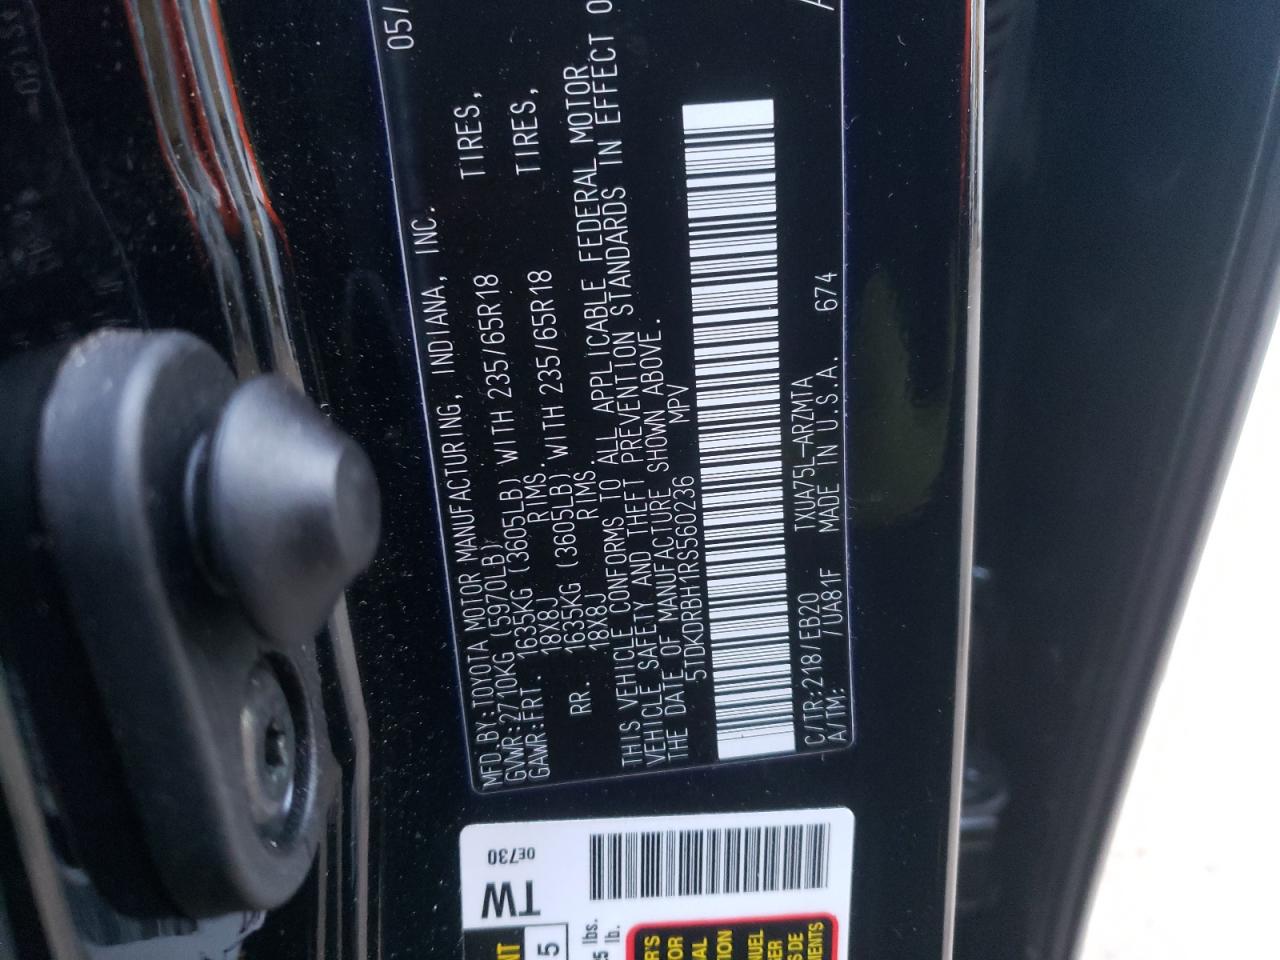 05/
MFD.BY:TOYOTA MOTOR MANUFACTURING, INDIANA, INC.
GVWR:2710KG (5970LB)
GAWR:FRT. 1635KG (3605LB) WITH 235/65R18 TIRES,
18X8J RIMS.
RR. 1635KG (3605LB) WITH 235/65R18 TIRES,
18X8J RIMS.
THIS VEHICLE CONFORMS TO ALL APPLICABLE FEDERAL MOTOR
VEHICLE SAFETY AND THEFT PREVENTION STANDARDS IN EFFECT O
THE DATE OF MANUFACTURE SHOWN ABOVE.
5TDKDRBH1RS560236 MPV
C/TR:218/EB20 TXUA75L-ARZMTA
A/TM: /UA81F MADE IN U.S.A. 674
0E730
TW
5
lbs.
lb.